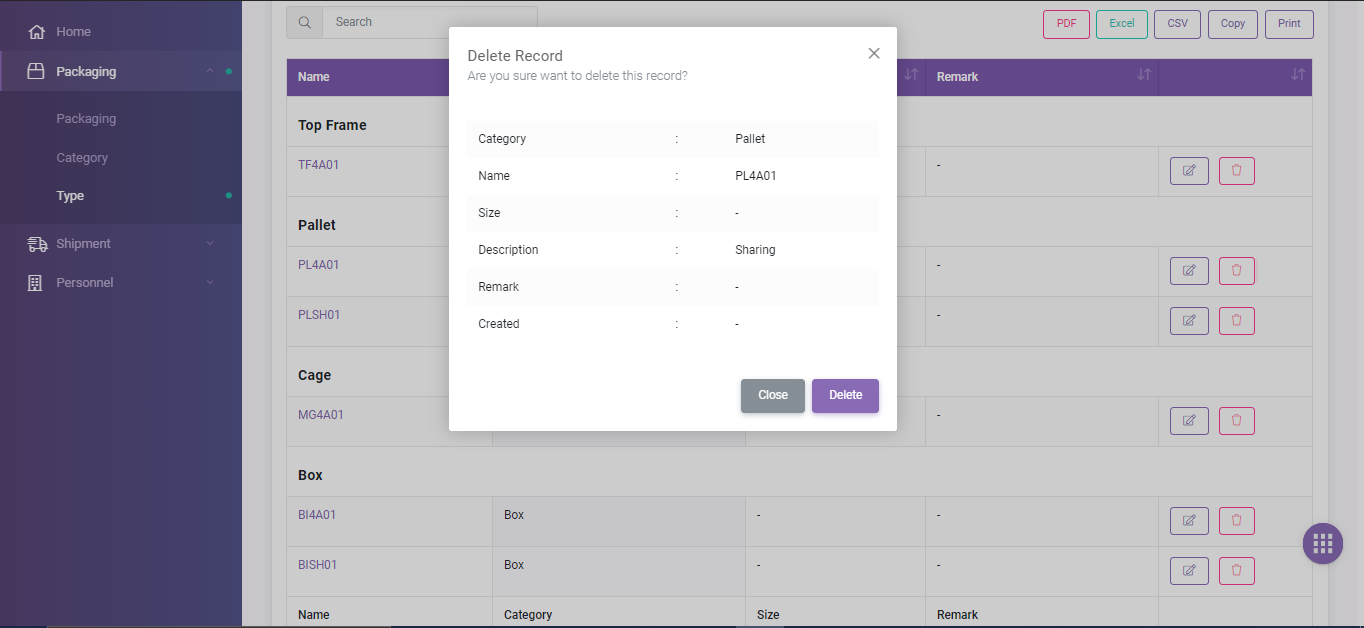 Home
Packaging
Packaging
Category
Type
Shipment
Personnel
Search
PDF
Excel
CSV
Copy
Print
Name
Remark
Top Frame
TF4A01
-
Pallet
PL4A01
-
PLSH01
-
Cage
MG4A01
-
Box
BI4A01 Box - -
BISH01 Box - -
Name Category Size Remark
Delete Record
Are you sure want to delete this record?
Category : Pallet
Name : PL4A01
Size : -
Description : Sharing
Remark : -
Created : -
Close
Delete